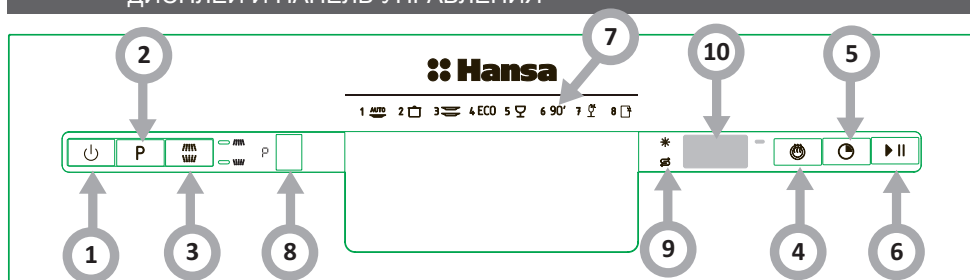 ДИСПЛЕЙ И ПАНЕЛЬ УПРАВЛЕНИЯ
2
7
10
5
Hansa
1 AUTO 2 3 4 ECO 5 6 90' 7 8
P
P
1
3
8
9
4
6